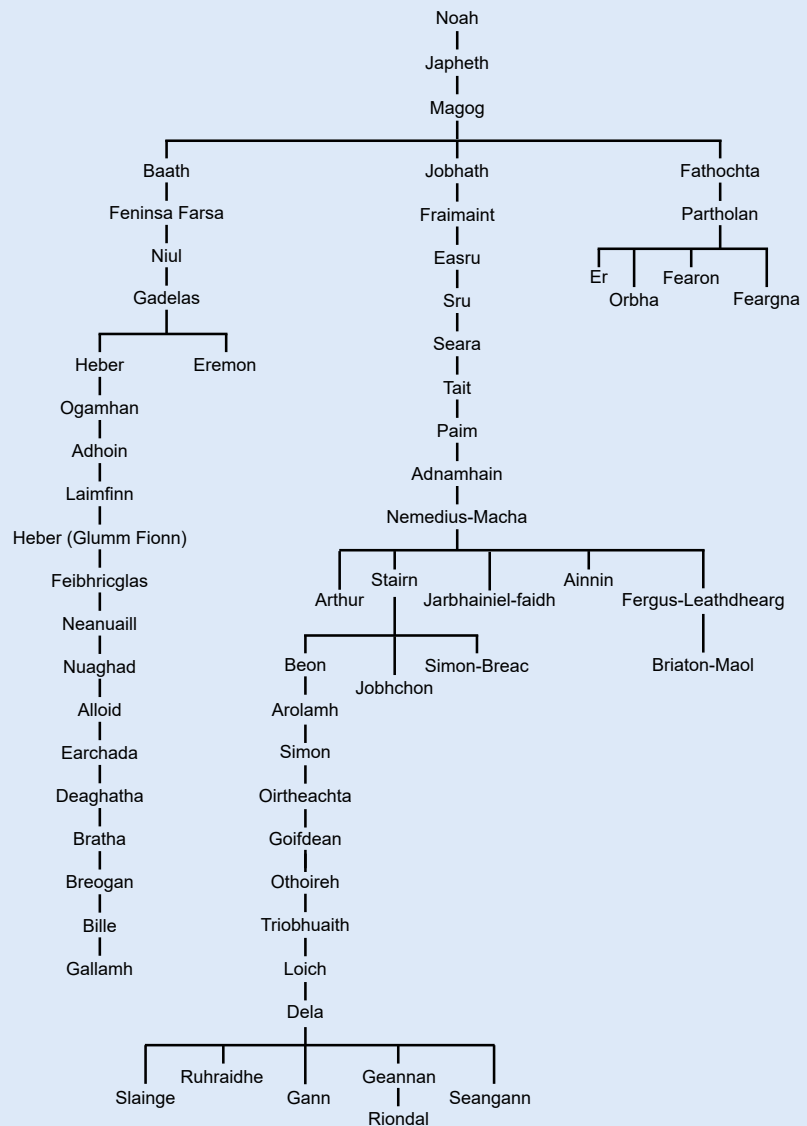 Noah
Japheth
Magog
Baath Jobhath Fathochta
Feninsa Farsa Fraimaint Partholan
Niul Easru
Er Fearon
Gadelas Sru Orbha Feargna
Seara
Heber Eremon
Tait
Ogamhan
Paim
Adhoin
Adnamhain
Laimfinn
Nemedius-Macha
Heber (Glumm Fionn)
Feibhricglas Stairn Ainnin
Arthur Jarbhainiel-faidh Fergus-Leathdhearg
Neanuaill
Nuaghad Beon Simon-Breac Briaton-Maol
Jobhchon
Alloid Arolamh
Earchada Simon
Deaghatha Oirtheachta
Bratha Goifdean
Breogan Othoireh
Bille Triobhuaith
Gallamh Loich
Dela
Ruhraidhe Geannan
Slainge Gann Seangann
Riondal